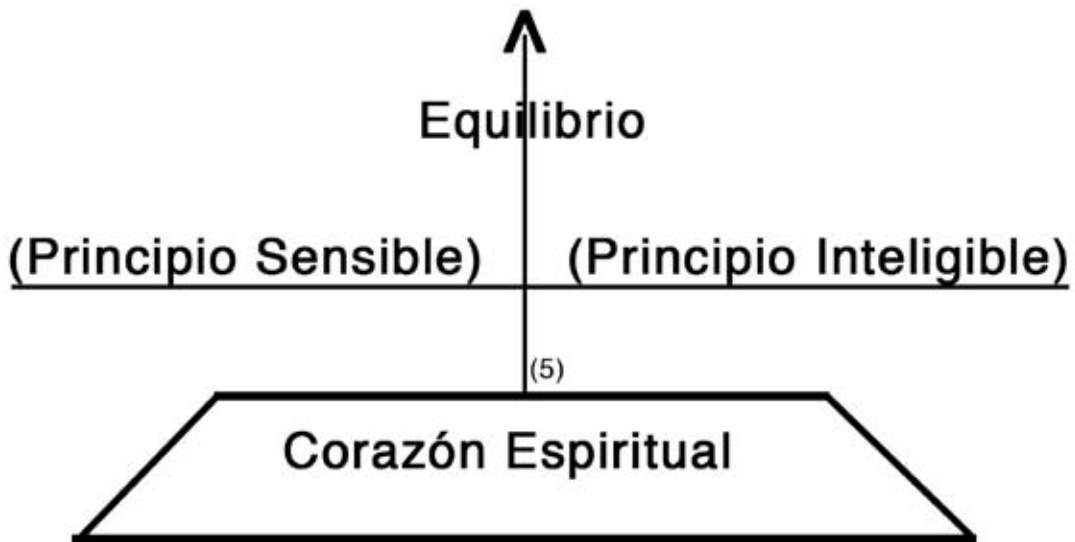 Equilibrio
(Principio Sensible) (Principio Inteligible)
(5)
Corazón Espiritual